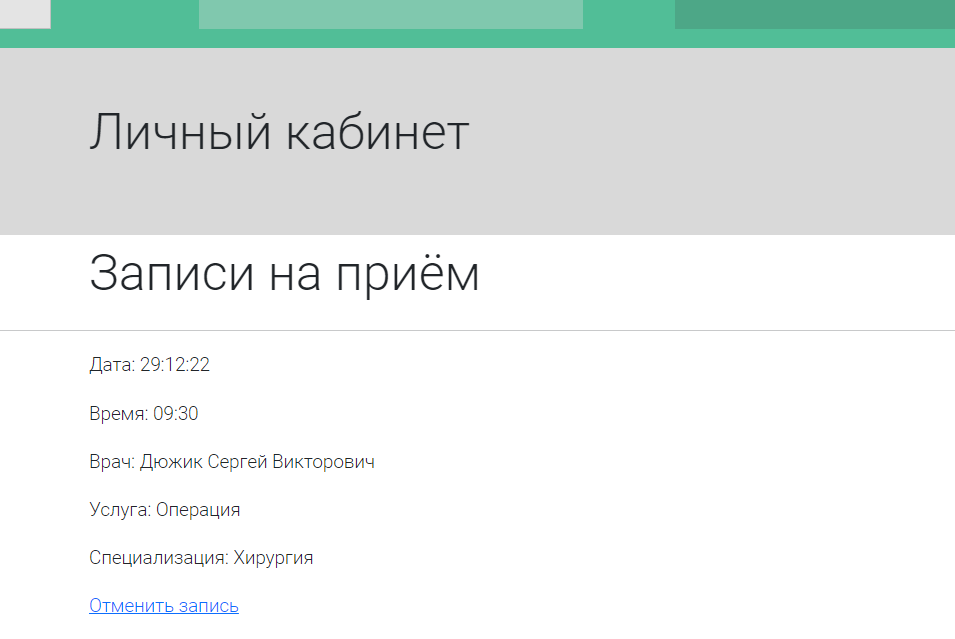 Личный кабинет
Записи на приём
Дата: 29:12:22
Время: 09:30
Врач: Дюжик Сергей Викторович
Услуга: Операция
Специализация: Хирургия
Отменить запись